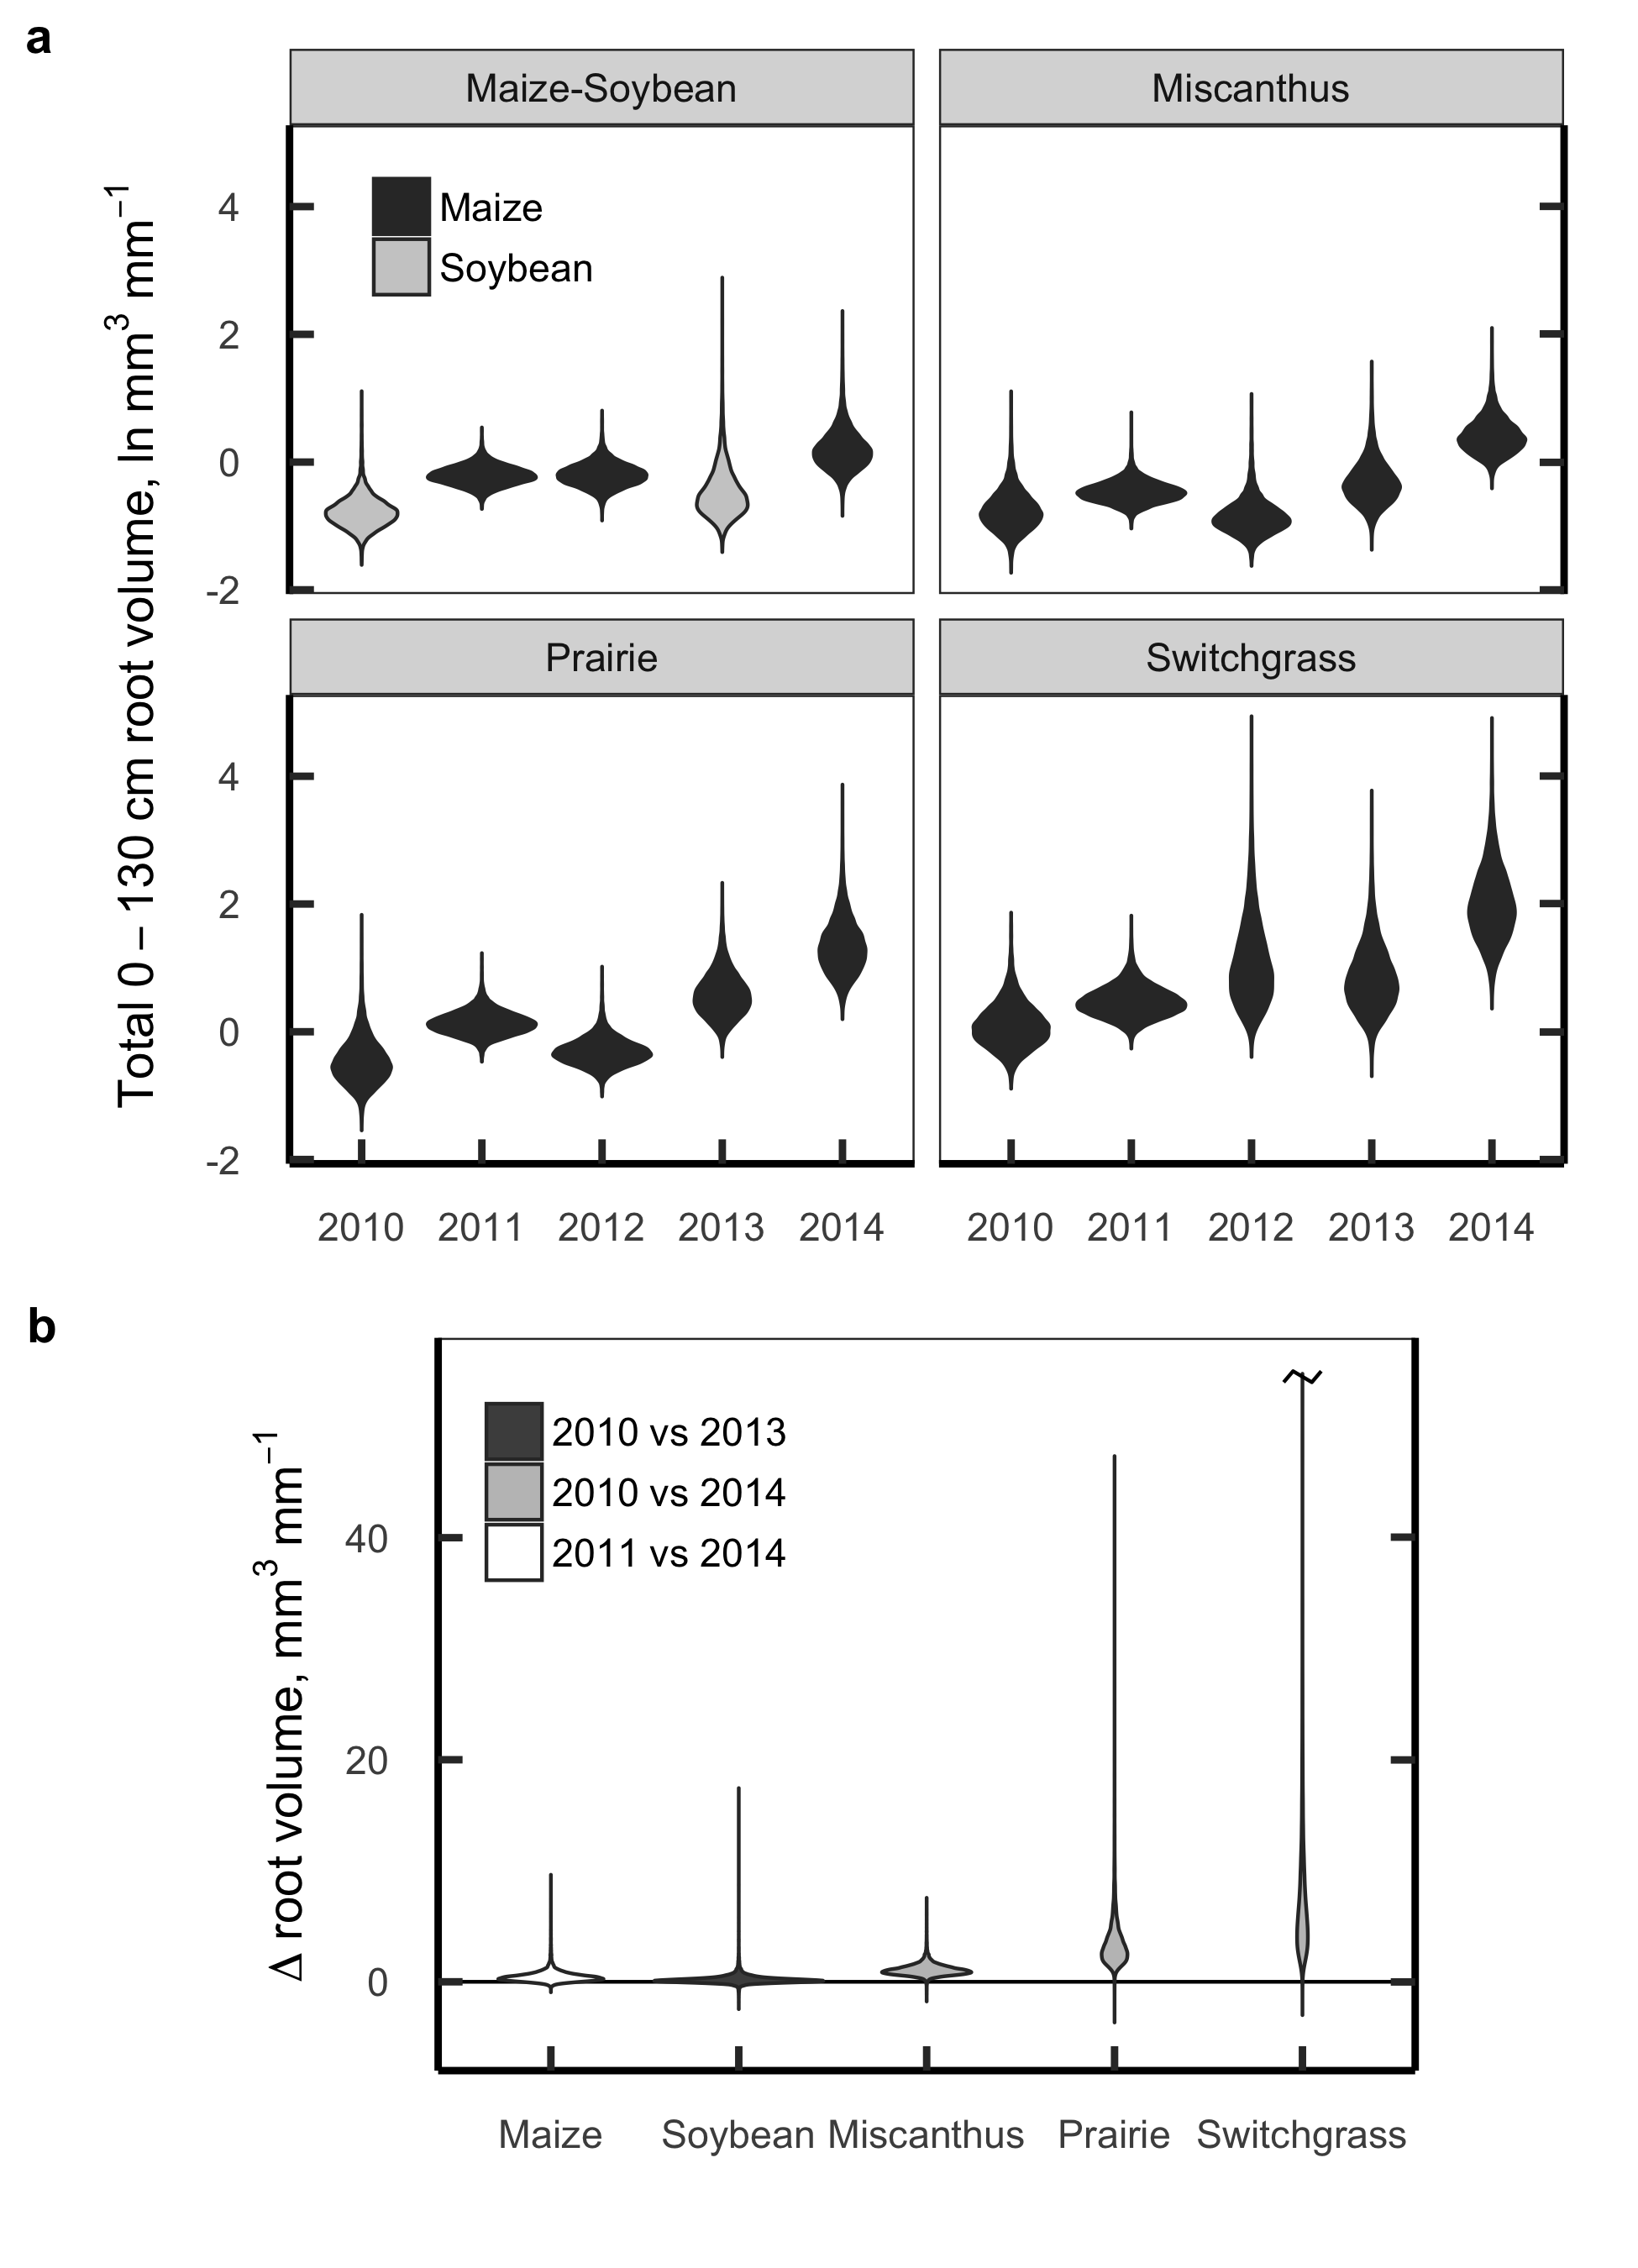 a
Maize-Soybean
Miscanthus
Maize
Soybean
4
2
0
-2
Total 0 – 130 cm root volume, ln mm³ mm⁻¹
Prairie
Switchgrass
4
2
0
-2
2010 2011 2012 2013 2014
2010 2011 2012 2013 2014
b
2010 vs 2013
2010 vs 2014
2011 vs 2014
40
20
0
Δ root volume, mm³ mm⁻¹
Maize Soybean Miscanthus Prairie Switchgrass